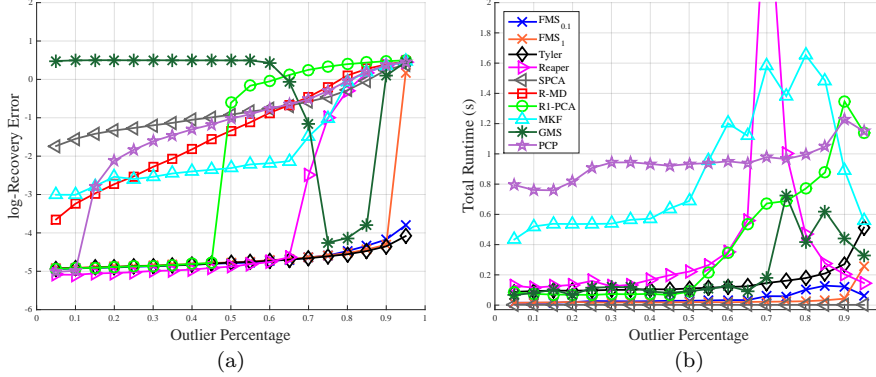 (a)
log-Recovery Error
1
0
-1
-2
-3
-4
-5
-6
0 0.1 0.2 0.3 0.4 0.5 0.6 0.7 0.8 0.9 1
Outlier Percentage
(b)
Total Runtime (s)
2
1.8
1.6
1.4
1.2
1
0.8
0.6
0.4
0.2
0
0 0.1 0.2 0.3 0.4 0.5 0.6 0.7 0.8 0.9
Outlier Percentage
FMS0.1
FMS1
Tyler
Reaper
SPCA
R-MD
R1-PCA
MKF
GMS
PCP